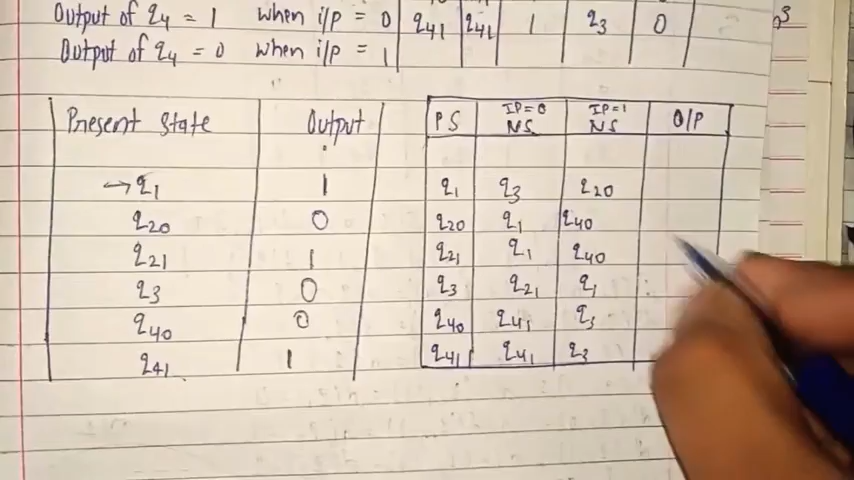 Output of q4 = 1 when i/p = 0 q41 q41 1 q3 0
Output of q4 = 0 when i/p = 1
Present State Output
→ q1 1
q20 0
q21 1
q3 0
q40 0
q41 1
PS IP=0 NS IP=1 NS O/P
q1 q3 q20
q20 q1 q40
q21 q1 q40
q3 q21 q1
q40 q41 q3
q41 q41 q3